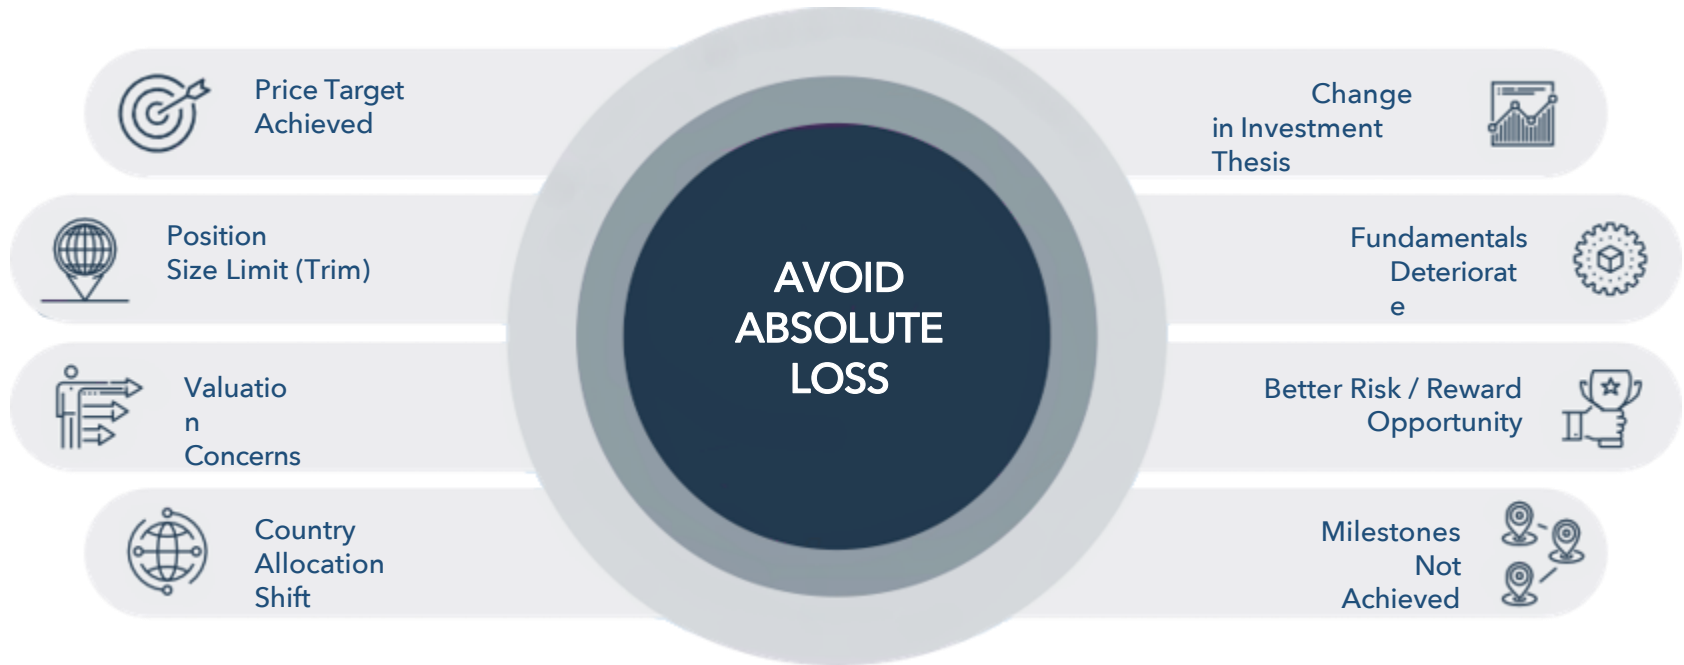 Price Target
Achieved
Position
Size Limit (Trim)
Valuatio
n
Concerns
Country
Allocation
Shift
AVOID
ABSOLUTE
LOSS
Change
in Investment
Thesis
Fundamentals
Deteriorat
e
Better Risk / Reward
Opportunity
Milestones
Not
Achieved